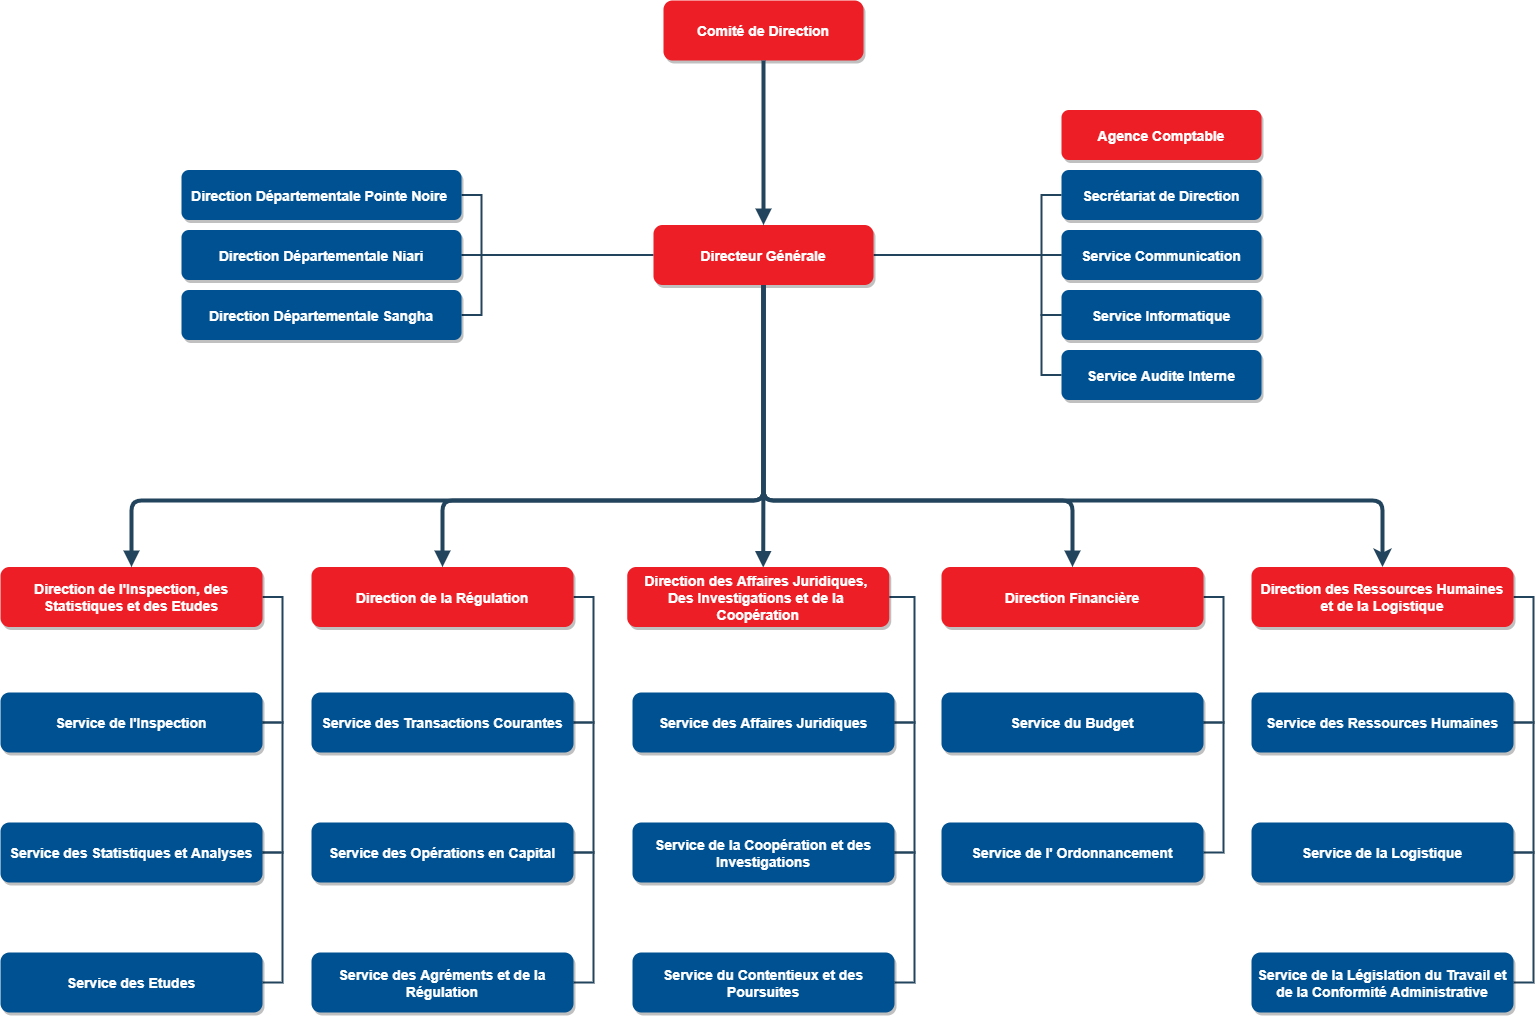 Comité de Direction
Agence Comptable
Direction Départementale Pointe Noire
Secrétariat de Direction
Direction Départementale Niari
Directeur Générale
Service Communication
Direction Départementale Sangha
Service Informatique
Service Audite Interne
Direction de l'Inspection, des
Statistiques et des Etudes
Direction de la Régulation
Direction des Affaires Juridiques,
Des Investigations et de la
Coopération
Direction Financière
Direction des Ressources Humaines
et de la Logistique
Service de l'Inspection
Service des Transactions Courantes
Service des Affaires Juridiques
Service du Budget
Service des Ressources Humaines
Service des Statistiques et Analyses
Service des Opérations en Capital
Service de la Coopération et des
Investigations
Service de l' Ordonnancement
Service de la Logistique
Service des Etudes
Service des Agréments et de la
Régulation
Service du Contentieux et des
Poursuites
Service de la Législation du Travail et
de la Conformité Administrative